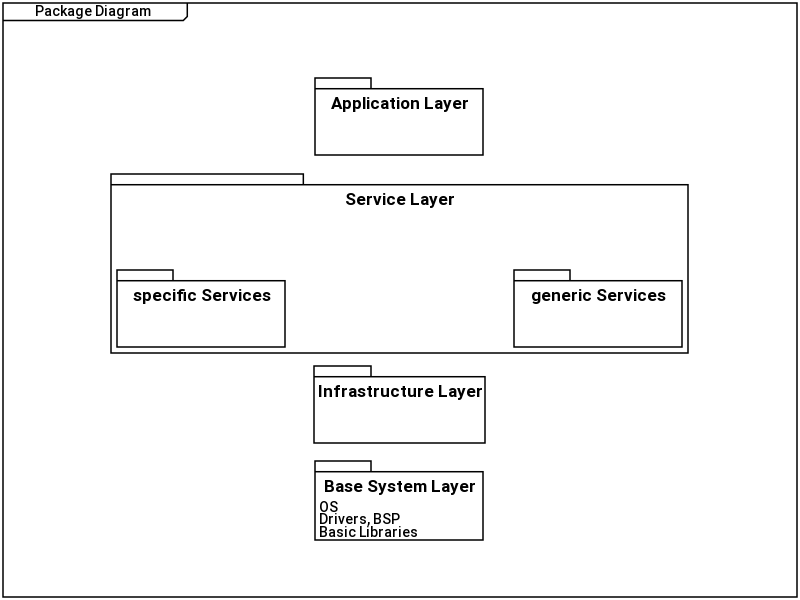 Package Diagram
Application Layer
Service Layer
specific Services
generic Services
Infrastructure Layer
Base System Layer
OS
Drivers, BSP
Basic Libraries